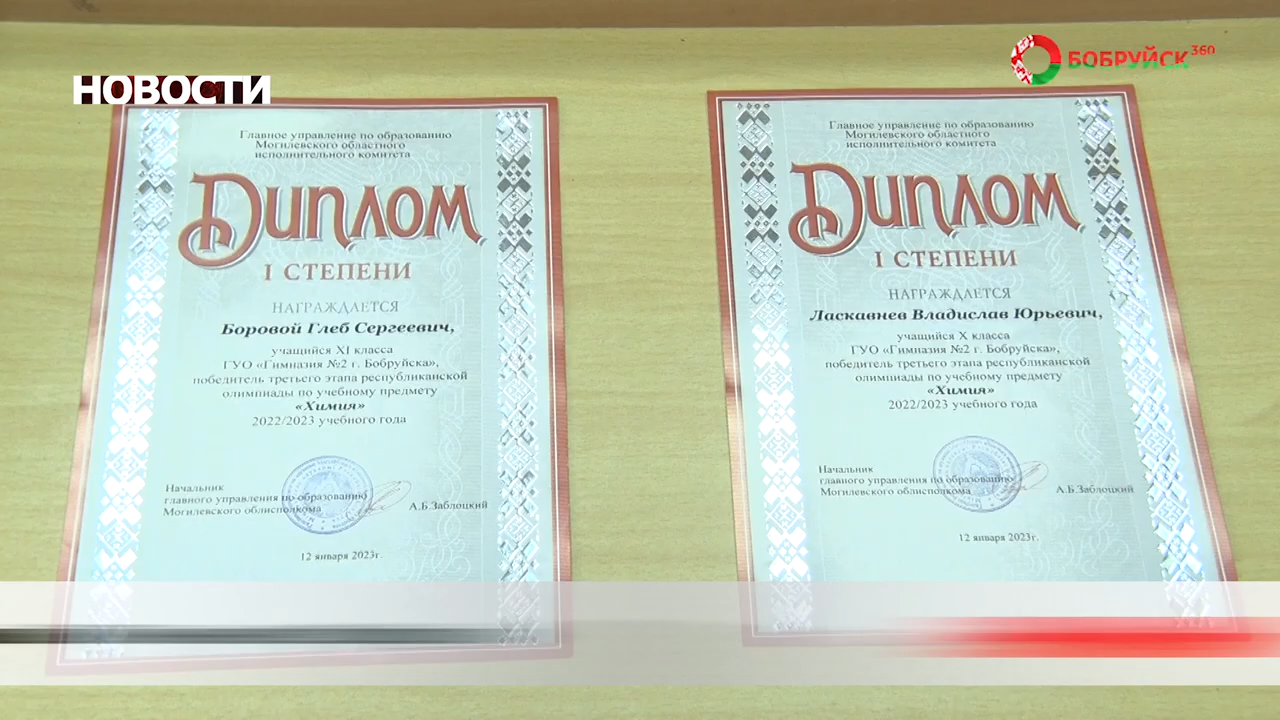 НОВОСТИ
БОБРУЙСК 360
Главное управление по образованию
Могилевского областного
исполнительного комитета
Диплом
I СТЕПЕНИ
НАГРАЖДАЕТСЯ
Боровой Глеб Сергеевич,
учащийся XI класса
ГУО «Гимназия №2 г. Бобруйска»,
победитель третьего этапа республиканской
олимпиады по учебному предмету
«Химия»
2022/2023 учебного года
Начальник
главного управления по образованию
Могилевского облисполкома
А.Б.Заблоцкий
12 января 2023г.
Главное управление по образованию
Могилевского областного
исполнительного комитета
Диплом
I СТЕПЕНИ
НАГРАЖДАЕТСЯ
Ласкавнев Владислав Юрьевич,
учащийся X класса
ГУО «Гимназия №2 г. Бобруйска»,
победитель третьего этапа республиканской
олимпиады по учебному предмету
«Химия»
2022/2023 учебного года
Начальник
главного управления по образованию
Могилевского облисполкома
А.Б.Заблоцкий
12 января 2023г.